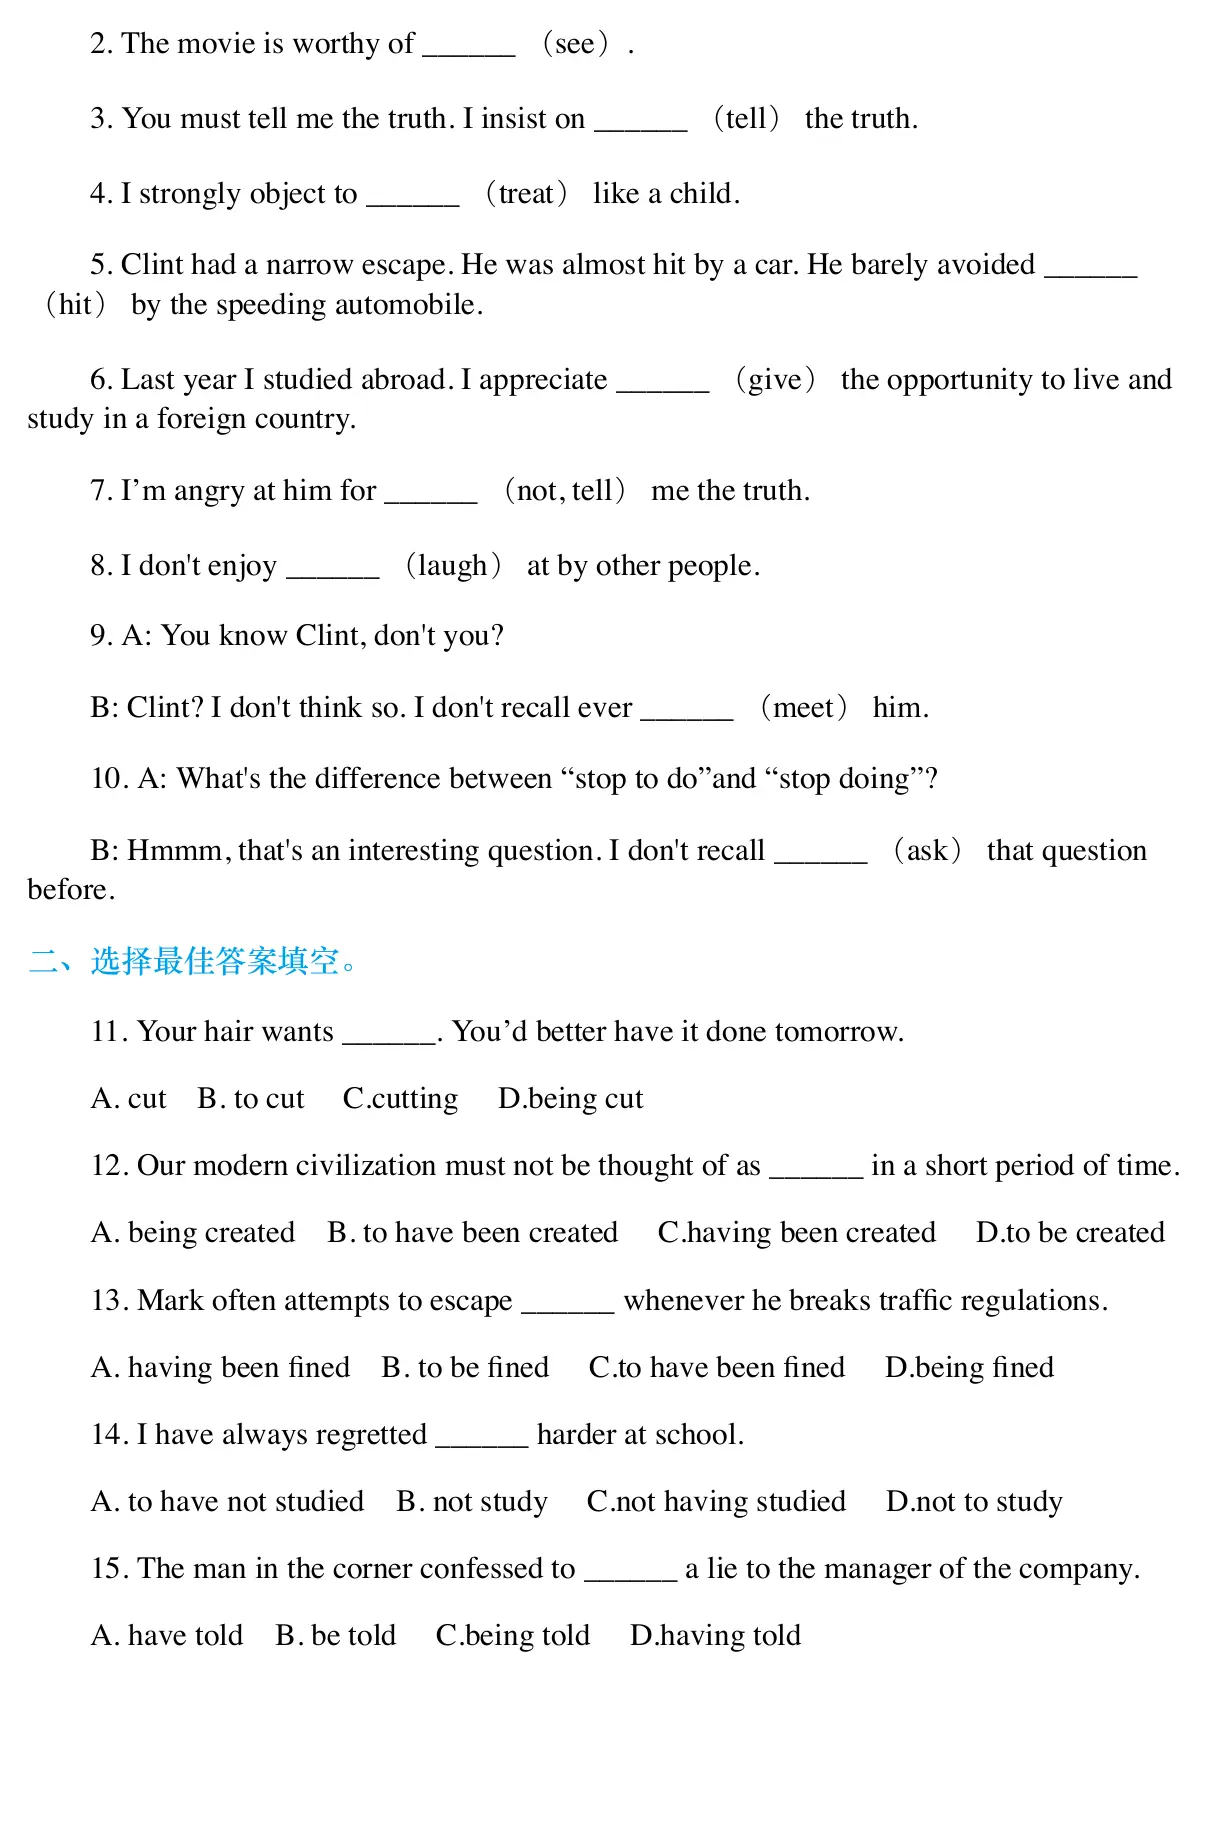 2. The movie is worthy of ______ （see）.
3. You must tell me the truth. I insist on ______ （tell） the truth.
4. I strongly object to ______ （treat） like a child.
5. Clint had a narrow escape. He was almost hit by a car. He barely avoided ______
（hit） by the speeding automobile.
6. Last year I studied abroad. I appreciate ______ （give） the opportunity to live and
study in a foreign country.
7. I’m angry at him for ______ （not, tell） me the truth.
8. I don't enjoy ______ （laugh） at by other people.
9. A: You know Clint, don't you?
B: Clint? I don't think so. I don't recall ever ______ （meet） him.
10. A: What's the difference between “stop to do”and “stop doing”?
B: Hmmm, that's an interesting question. I don't recall ______ （ask） that question
before.
二、选择最佳答案填空。
11. Your hair wants ______. You’d better have it done tomorrow.
A. cut B. to cut C.cutting D.being cut
12. Our modern civilization must not be thought of as ______ in a short period of time.
A. being created B. to have been created C.having been created D.to be created
13. Mark often attempts to escape ______ whenever he breaks traffic regulations.
A. having been fined B. to be fined C.to have been fined D.being fined
14. I have always regretted ______ harder at school.
A. to have not studied B. not study C.not having studied D.not to study
15. The man in the corner confessed to ______ a lie to the manager of the company.
A. have told B. be told C.being told D.having told